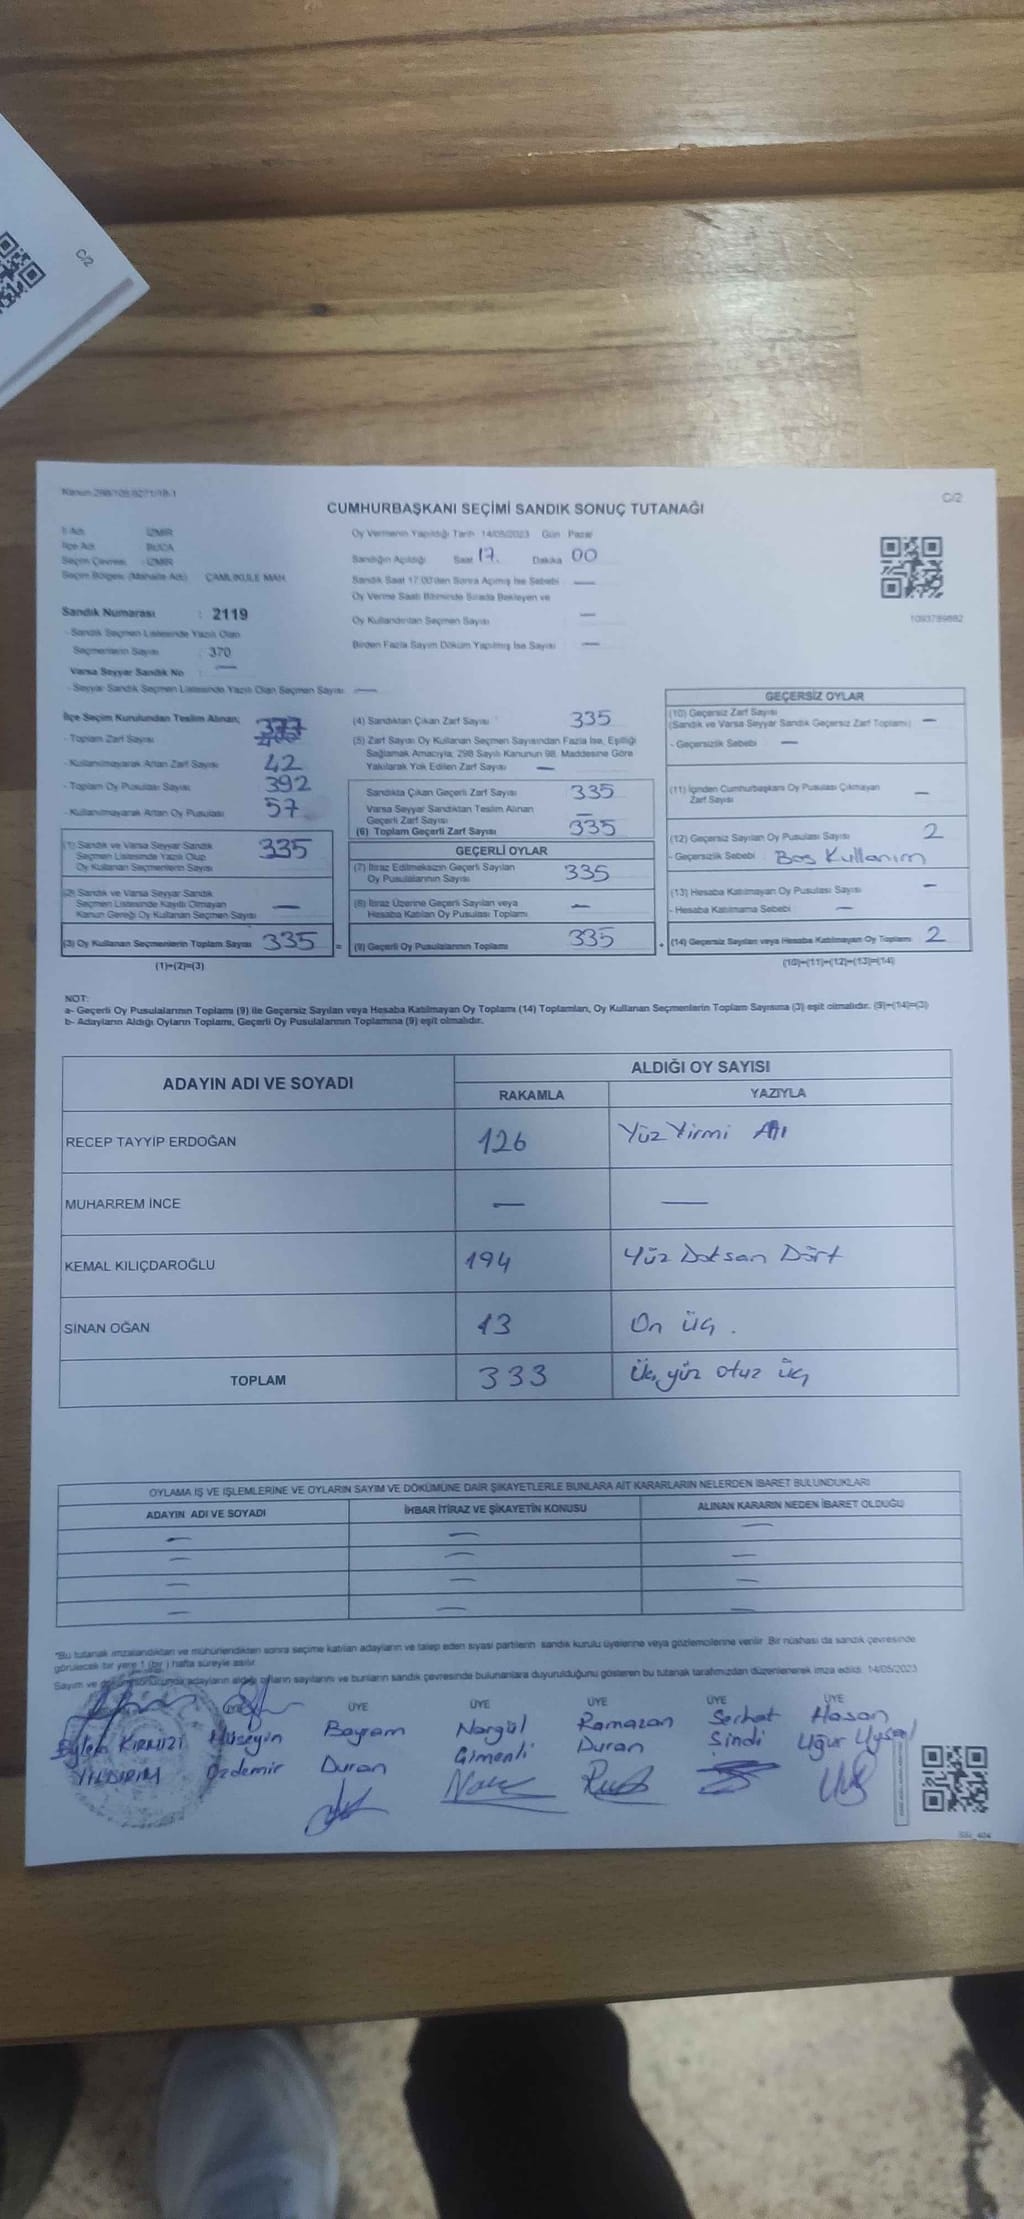 C/2
Kanun 298/105,6271/18-1
C/2
CUMHURBAŞKANI SEÇİMİ SANDIK SONUÇ TUTANAĞI
İl Adı İZMİR
İlçe Adı BUCA
Seçim Çevresi İZMİR
Seçim Bölgesi (Mahalle Adı) ÇAMLIKULE MAH.
Sandık Numarası : 2119
- Sandık Seçmen Listesinde Yazılı Olan
Seçmenlerin Sayısı : 370
Varsa Seyyar Sandık No : —
- Seyyar Sandık Seçmen Listesinde Yazılı Olan Seçmen Sayısı —
Oy Vermenin Yapıldığı Tarih 14/05/2023 Gün Pazar
Sandığın Açıldığı Saat 17. Dakika 00
Sandık Saat 17:00'den Sonra Açılmış İse Sebebi —
Oy Verme Saati Bitiminde Sırada Bekleyen ve
Oy Kullandırılan Seçmen Sayısı —
Birden Fazla Sayım Döküm Yapılmış İse Sayısı —
1093789882
İlçe Seçim Kurulundan Teslim Alınan;
- Toplam Zarf Sayısı 377
- Kullanılmayarak Artan Zarf Sayısı 42
- Toplam Oy Pusulası Sayısı 392
- Kullanılmayarak Artan Oy Pusulası 57
(1) Sandık ve Varsa Seyyar Sandık
Seçmen Listesinde Yazılı Olup
Oy Kullanan Seçmenlerin Sayısı 335
(2) Sandık ve Varsa Seyyar Sandık
Seçmen Listesinde Kayıtlı Olmayan
Kanun Gereği Oy Kullanan Seçmen Sayısı —
(3) Oy Kullanan Seçmenlerin Toplam Sayısı 335
(1)+(2)=(3)
(4) Sandıktan Çıkan Zarf Sayısı 335
(5) Zarf Sayısı Oy Kullanan Seçmen Sayısından Fazla İse, Eşitliği
Sağlamak Amacıyla, 298 Sayılı Kanunun 98. Maddesine Göre
Yakılarak Yok Edilen Zarf Sayısı —
Sandıkta Çıkan Geçerli Zarf Sayısı 335
Varsa Seyyar Sandıktan Teslim Alınan
Geçerli Zarf Sayısı —
(6) Toplam Geçerli Zarf Sayısı 335
GEÇERLİ OYLAR
(7) İtiraz Edilmeksizin Geçerli Sayılan
Oy Pusulalarının Sayısı 335
(8) İtiraz Üzerine Geçerli Sayılan veya
Hesaba Katılan Oy Pusulası Toplamı —
= (9) Geçerli Oy Pusulalarının Toplamı 335
GEÇERSİZ OYLAR
(10) Geçersiz Zarf Sayısı
(Sandık ve Varsa Seyyar Sandık Geçersiz Zarf Toplamı) —
- Geçersizlik Sebebi —
(11) İçinden Cumhurbaşkanı Oy Pusulası Çıkmayan
Zarf Sayısı —
(12) Geçersiz Sayılan Oy Pusulası Sayısı 2
- Geçersizlik Sebebi Boş Kullanım
(13) Hesaba Katılmayan Oy Pusulası Sayısı —
- Hesaba Katılmama Sebebi —
+ (14) Geçersiz Sayılan veya Hesaba Katılmayan Oy Toplamı 2
(10)+(11)+(12)+(13)=(14)
NOT:
a- Geçerli Oy Pusulalarının Toplamı (9) ile Geçersiz Sayılan veya Hesaba Katılmayan Oy Toplamı (14) Toplamları, Oy Kullanan Seçmenlerin Toplam Sayısına (3) eşit olmalıdır. (9)+(14)=(3)
b- Adayların Aldığı Oyların Toplamı, Geçerli Oy Pusulalarının Toplamına (9) eşit olmalıdır.
ADAYIN ADI VE SOYADI
ALDIĞI OY SAYISI
RAKAMLA YAZIYLA
RECEP TAYYİP ERDOĞAN 126 Yüz Yirmi Altı
MUHARREM İNCE — —
KEMAL KILIÇDAROĞLU 194 Yüz Doksan Dört
SİNAN OĞAN 13 On üç.
TOPLAM 333 üç yüz otuz üç
OYLAMA İŞ VE İŞLEMLERİNE VE OYLARIN SAYIM VE DÖKÜMÜNE DAİR ŞİKAYETLERLE BUNLARA AİT KARARLARIN NELERDEN İBARET BULUNDUKLARI
ADAYIN ADI VE SOYADI İHBAR İTİRAZ VE ŞİKAYETİN KONUSU ALINAN KARARIN NEDEN İBARET OLDUĞU
— — —
— — —
— — —
— — —
*Bu tutanak imzalandıktan ve mühürlendikten sonra seçime katılan adayların ve talep eden siyasi partilerin sandık kurulu üyelerine veya gözlemcilerine verilir. Bir nüshası da sandık çevresinde
görülecek bir yere 1 (bir) hafta süreyle asılır.
Sayım ve döküm sonucunda adayların aldığı oyların sayılarını ve bunların sandık çevresinde bulunanlara duyurulduğunu gösteren bu tutanak tarafımızdan düzenlenerek imza edildi. 14/05/2023
ÜYE ÜYE ÜYE ÜYE ÜYE
Eylem KIRMIZI Hüseyin Bayram Nargül Ramazan Serhat Hasan
YILDIRIM Özdemir Duran Gimenli Duran Sindi Uğur Uysal